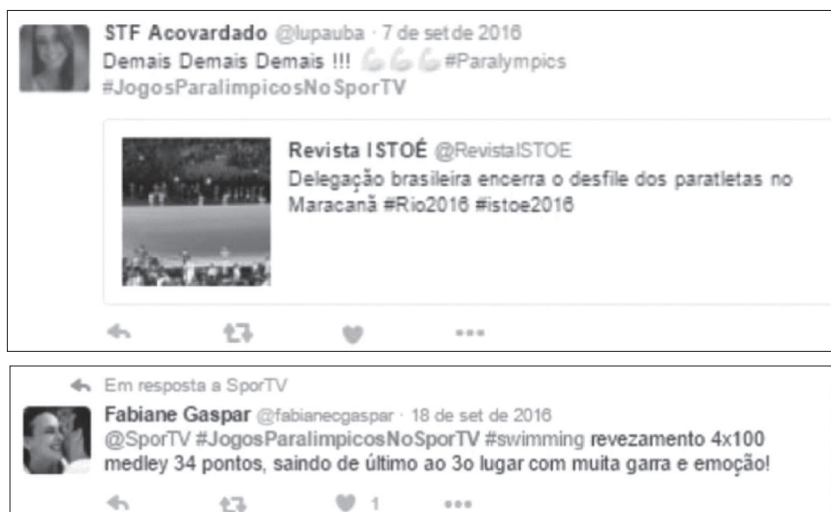 STF Acovardado @lupauba · 7 de set de 2016
Demais Demais Demais !!! 💪💪💪 #Paralympics
#JogosParalimpicosNoSporTV
Revista ISTOÉ @RevistaISTOE
Delegação brasileira encerra o desfile dos paratletas no
Maracanã #Rio2016 #istoe2016
Em resposta a SporTV
Fabiane Gaspar @fabianecgaspar · 18 de set de 2016
@SporTV #JogosParalimpicosNoSporTV #swimming revezamento 4x100
medley 34 pontos, saindo de último ao 3o lugar com muita garra e emoção!
1